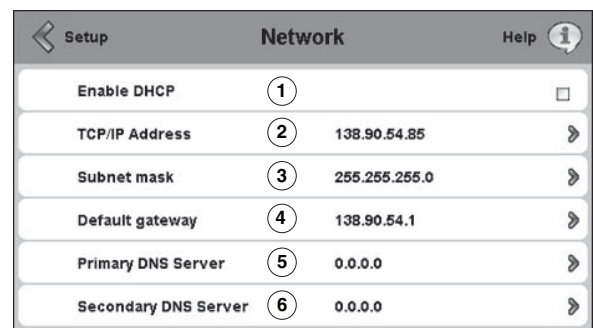 Setup Network Help
Enable DHCP 1
TCP/IP Address 2 138.90.54.85
Subnet mask 3 255.255.255.0
Default gateway 4 138.90.54.1
Primary DNS Server 5 0.0.0.0
Secondary DNS Server 6 0.0.0.0